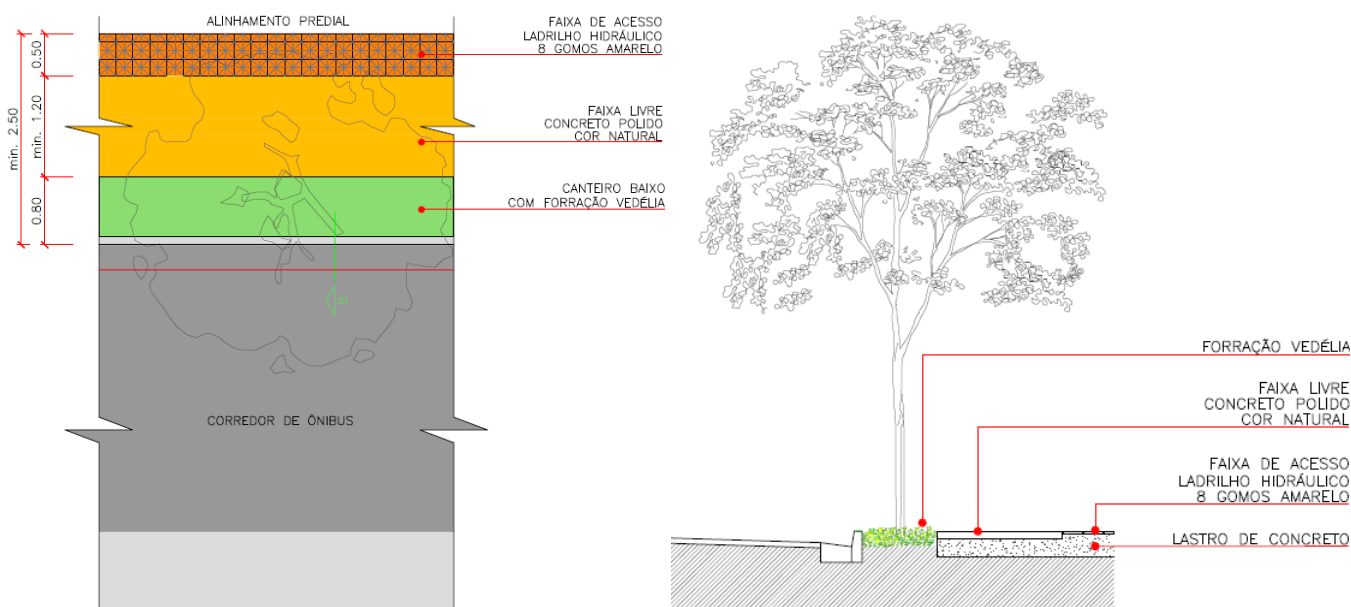 ALINHAMENTO PREDIAL
FAIXA DE ACESSO
LADRILHO HIDRÁULICO
8 GOMOS AMARELO
min. 2.50
0.50
min. 1.20
0.80
FAIXA LIVRE
CONCRETO POLIDO
COR NATURAL
CANTEIRO BAIXO
COM FORRAÇÃO VEDÉLIA
B
CORREDOR DE ÔNIBUS
FORRAÇÃO VEDÉLIA
FAIXA LIVRE
CONCRETO POLIDO
COR NATURAL
FAIXA DE ACESSO
LADRILHO HIDRÁULICO
8 GOMOS AMARELO
LASTRO DE CONCRETO